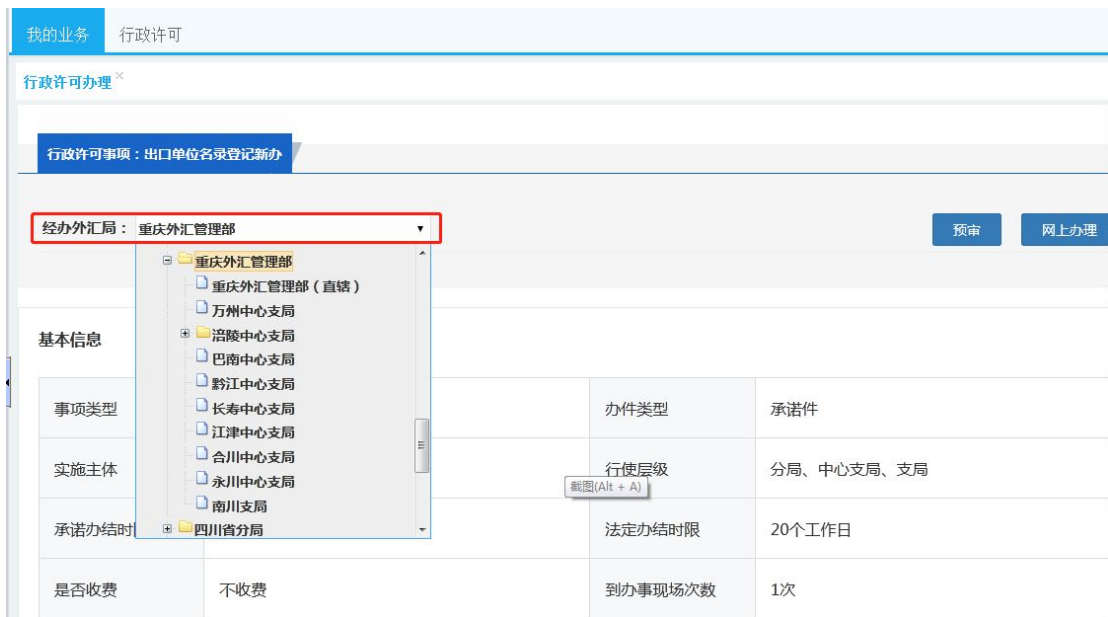 我的业务 行政许可
行政许可办理
行政许可事项：出口单位名录登记新办
经办外汇局： 重庆外汇管理部 预审 网上办理
重庆外汇管理部
重庆外汇管理部（直辖）
万州中心支局
涪陵中心支局
巴南中心支局
黔江中心支局
长寿中心支局
江津中心支局
合川中心支局
永川中心支局
南川支局
四川省分局
基本信息
事项类型 办件类型 承诺件
实施主体 行使层级 分局、中心支局、支局
截图(Alt + A)
承诺办结时 法定办结时限 20个工作日
是否收费 不收费 到办事现场次数 1次